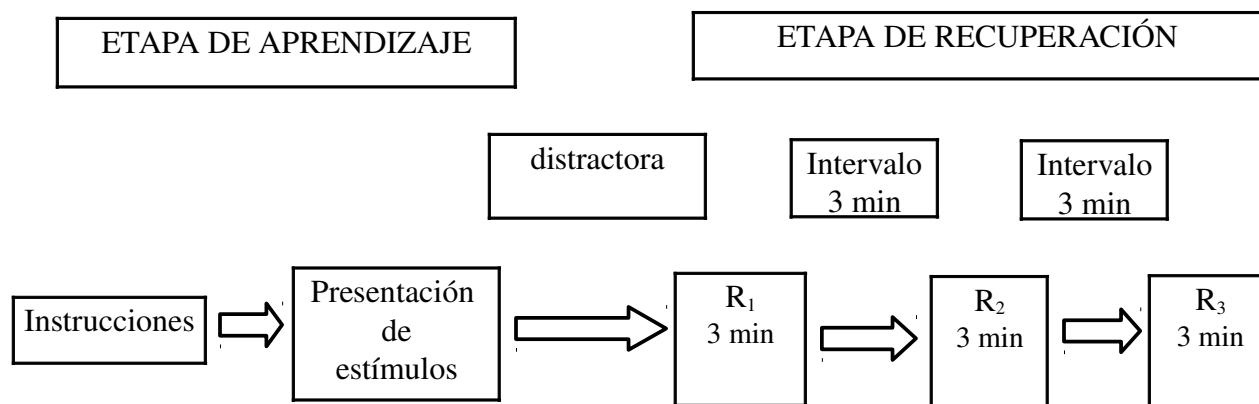 ETAPA DE APRENDIZAJE
ETAPA DE RECUPERACIÓN
distractora
Intervalo
3 min
Intervalo
3 min
Instrucciones
Presentación
de
estímulos
R₁
3 min
R₂
3 min
R₃
3 min